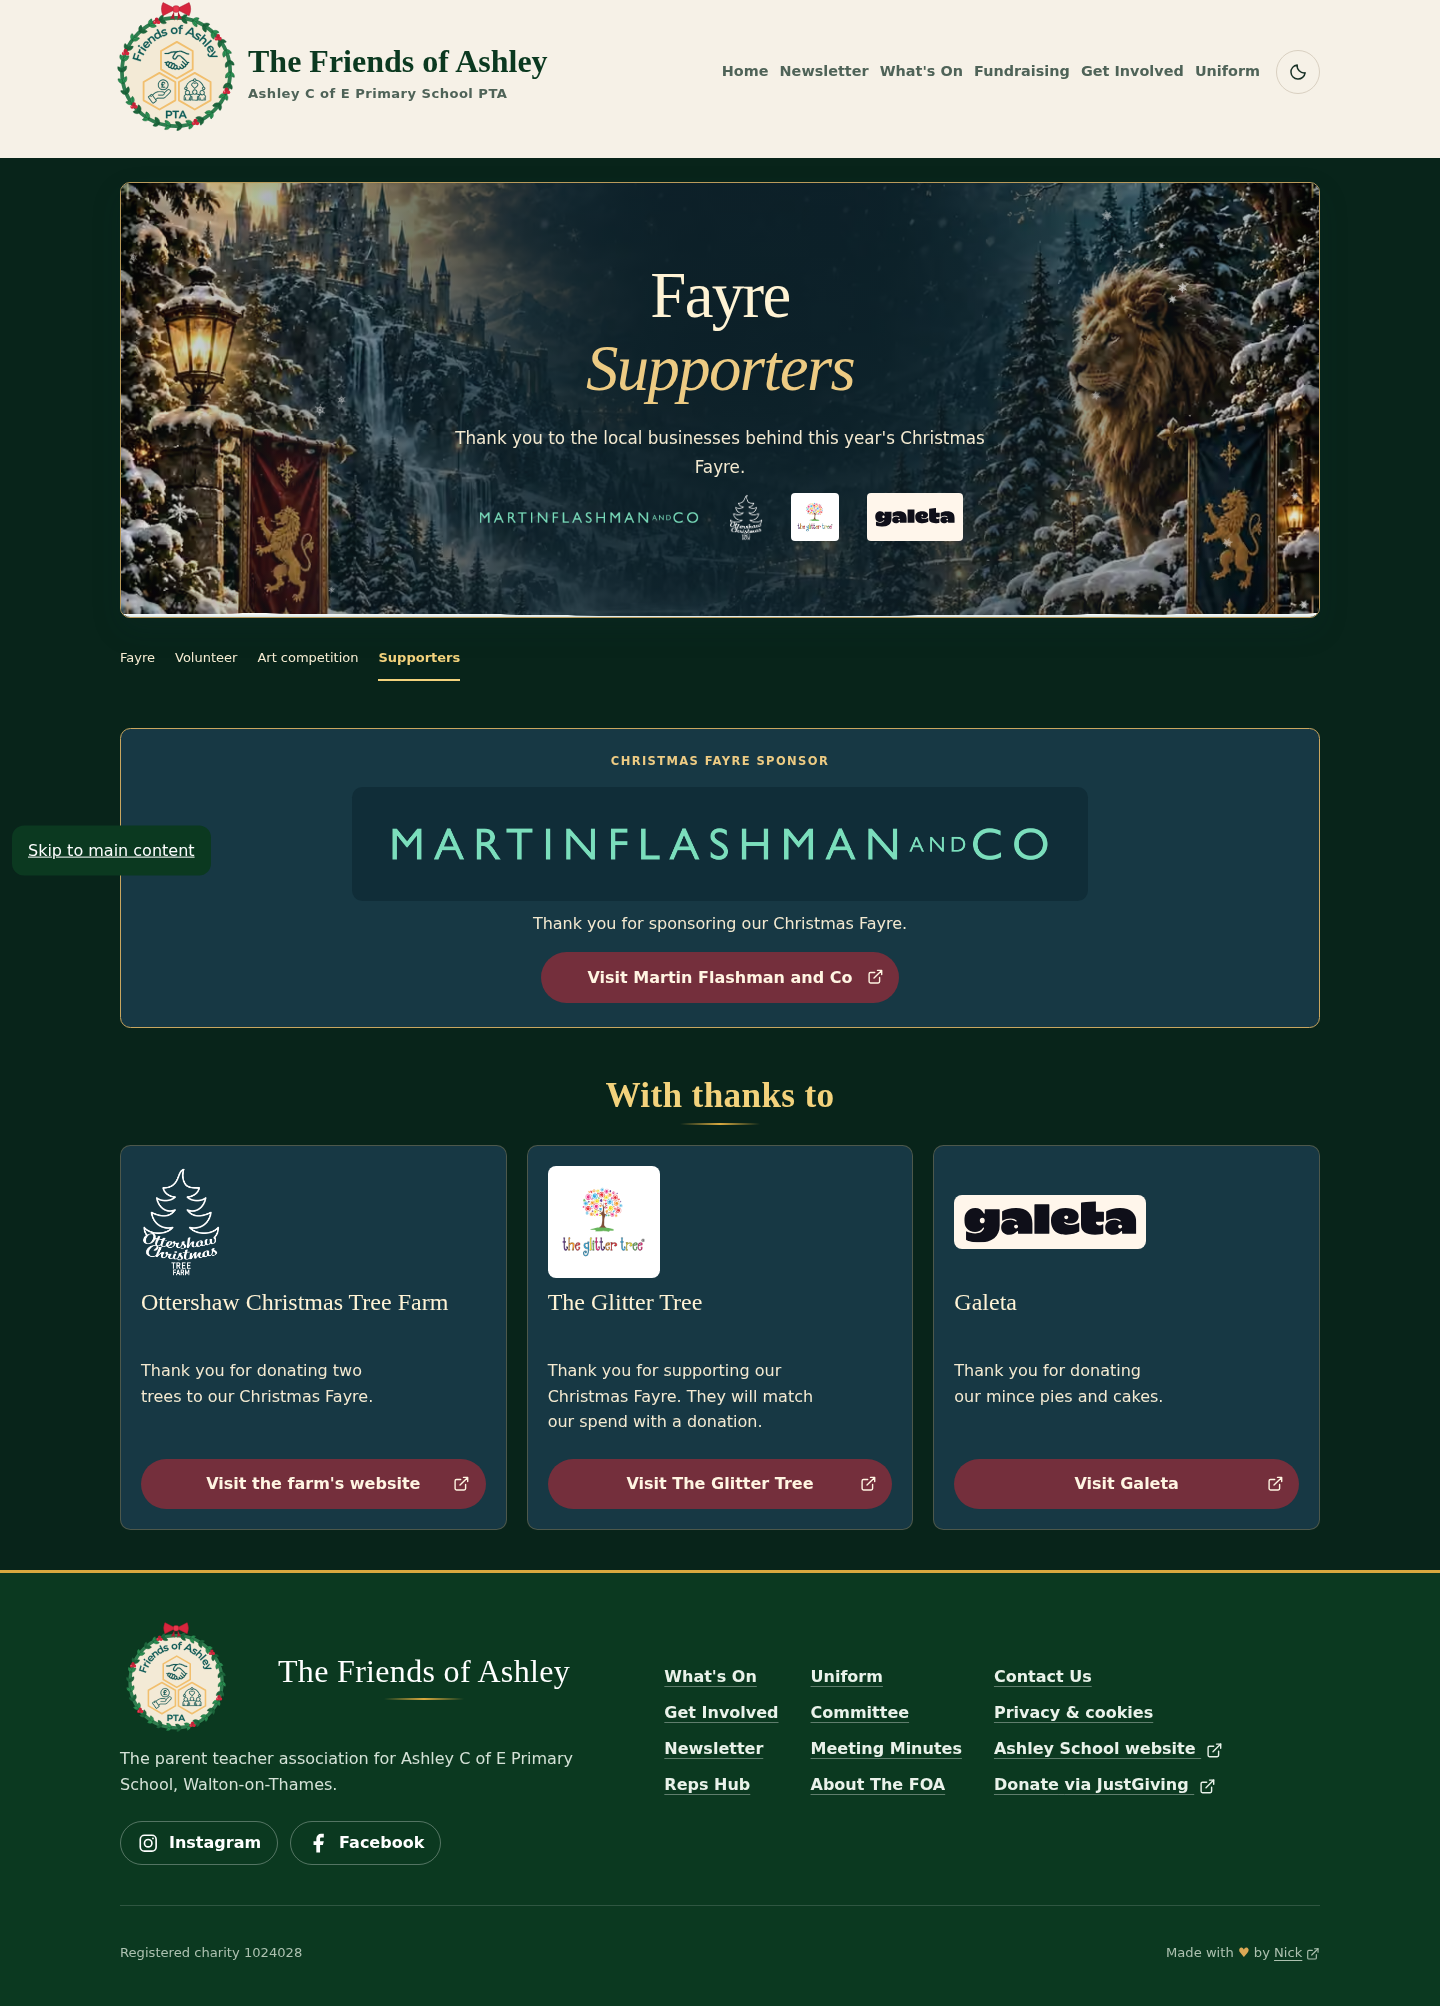 Friends of Ashley
PTA
The Friends of Ashley
Ashley C of E Primary School PTA
Home Newsletter What's On Fundraising Get Involved Uniform
Fayre
Supporters
Thank you to the local businesses behind this year's Christmas
Fayre.
MARTINFLASHMANANDCO
Ottershaw
Christmas
TREE
FARM
the glitter tree
galeta
Fayre Volunteer Art competition Supporters
CHRISTMAS FAYRE SPONSOR
MARTINFLASHMANANDCO
Skip to main content
Thank you for sponsoring our Christmas Fayre.
Visit Martin Flashman and Co
With thanks to
Ottershaw
Christmas
TREE
FARM
Ottershaw Christmas Tree Farm
Thank you for donating two
trees to our Christmas Fayre.
Visit the farm's website
the glitter tree
The Glitter Tree
Thank you for supporting our
Christmas Fayre. They will match
our spend with a donation.
Visit The Glitter Tree
galeta
Galeta
Thank you for donating
our mince pies and cakes.
Visit Galeta
Friends of Ashley
PTA
The Friends of Ashley
The parent teacher association for Ashley C of E Primary
School, Walton-on-Thames.
Instagram Facebook
What's On
Get Involved
Newsletter
Reps Hub
Uniform
Committee
Meeting Minutes
About The FOA
Contact Us
Privacy & cookies
Ashley School website
Donate via JustGiving
Registered charity 1024028
Made with ♥ by Nick